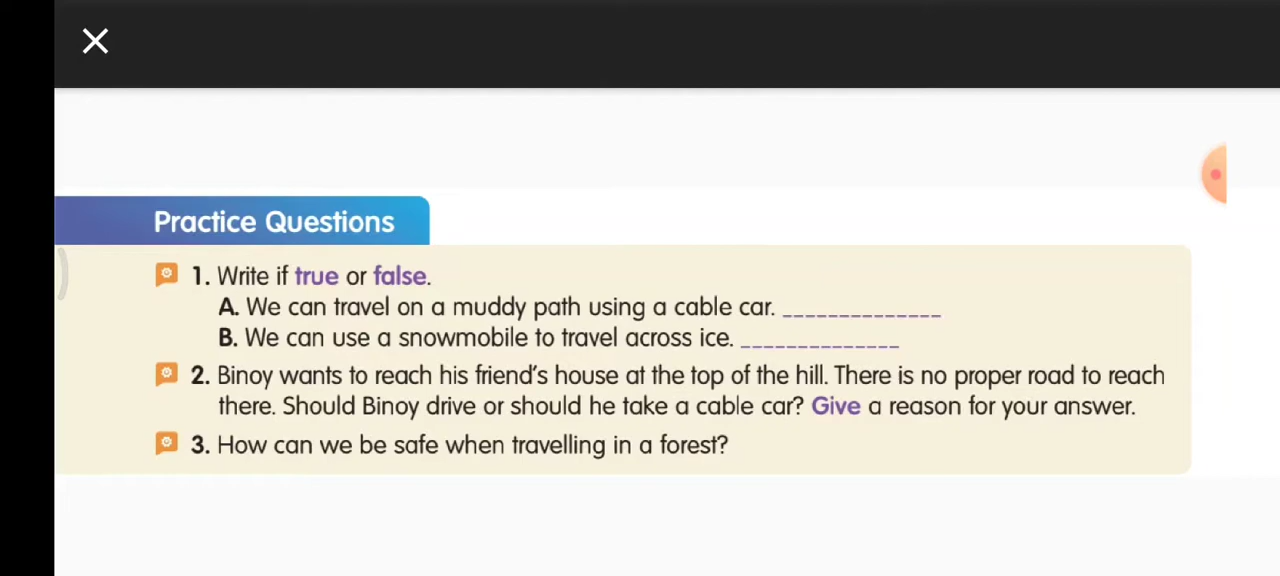 Practice Questions
1. Write if true or false.
A. We can travel on a muddy path using a cable car. ______________
B. We can use a snowmobile to travel across ice. ______________
2. Binoy wants to reach his friend's house at the top of the hill. There is no proper road to reach
there. Should Binoy drive or should he take a cable car? Give a reason for your answer.
3. How can we be safe when travelling in a forest?